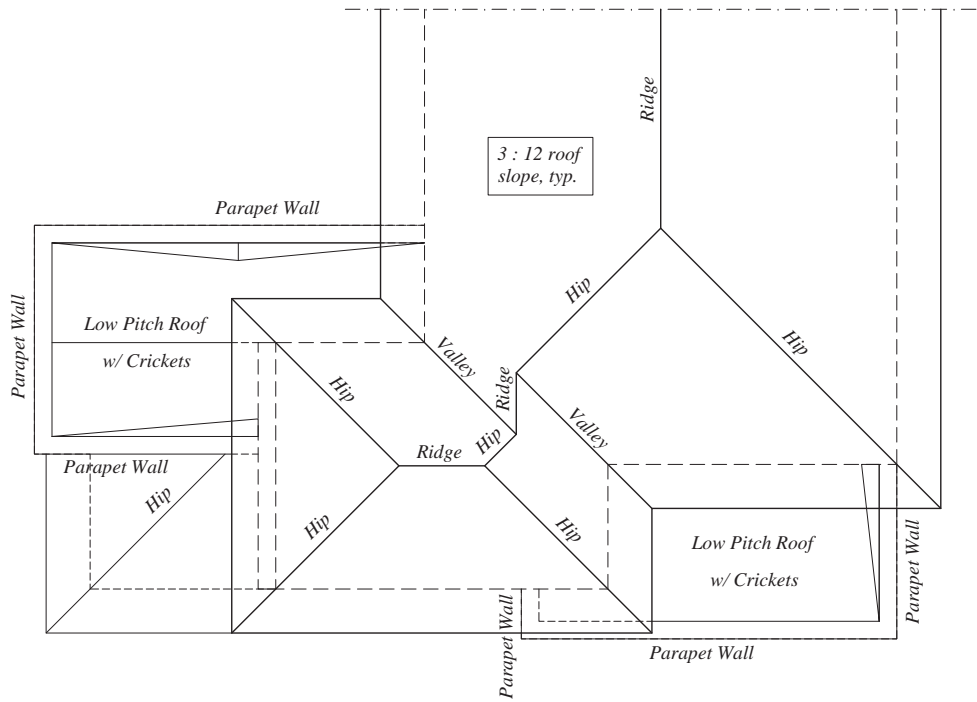 Ridge
3 : 12 roof
slope, typ.
Parapet Wall
Parapet Wall
Hip
Low Pitch Roof
w/ Crickets
Valley
Hip
Hip
Ridge
Valley
Ridge
Hip
Parapet Wall
Hip
Hip
Hip
Low Pitch Roof
w/ Crickets
Parapet Wall
Parapet Wall
Parapet Wall